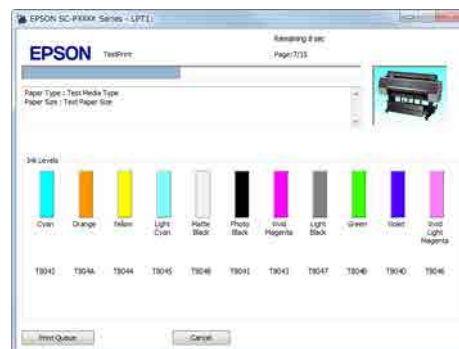 EPSON SC-PXXXX Series - LPT1:
Remaining 8 sec
EPSON TestPrint Page:7/15
Paper Type : Test Media Type
Paper Size : Test Paper Size
Ink Levels
Cyan Orange Yellow Light Cyan Matte Black Photo Black Vivid Magenta Light Black Green Violet Vivid Light Magenta
T8042 T804A T8044 T8045 T8048 T8041 T8043 T8047 T804B T804D T8046
Print Queue Cancel